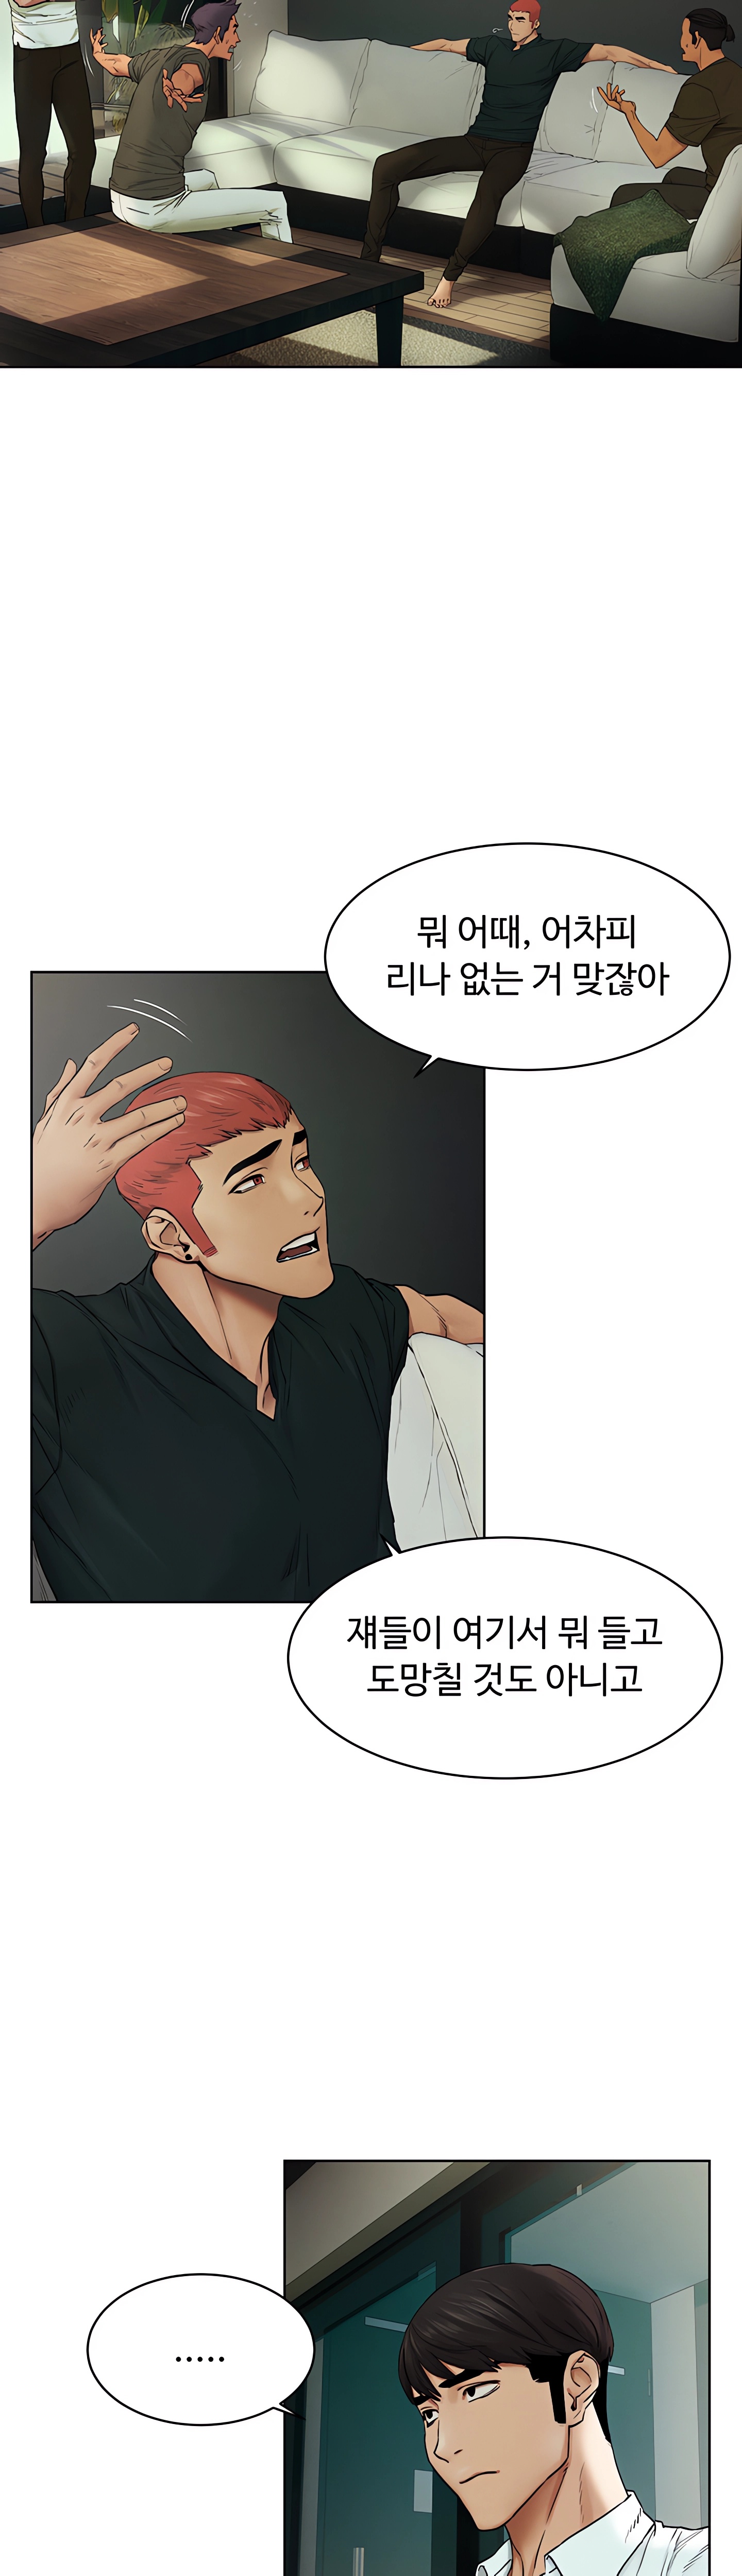 뭐 어때, 어차피
리나 없는 거 맞잖아
쟤들이 여기서 뭐 들고
도망칠 것도 아니고
.....